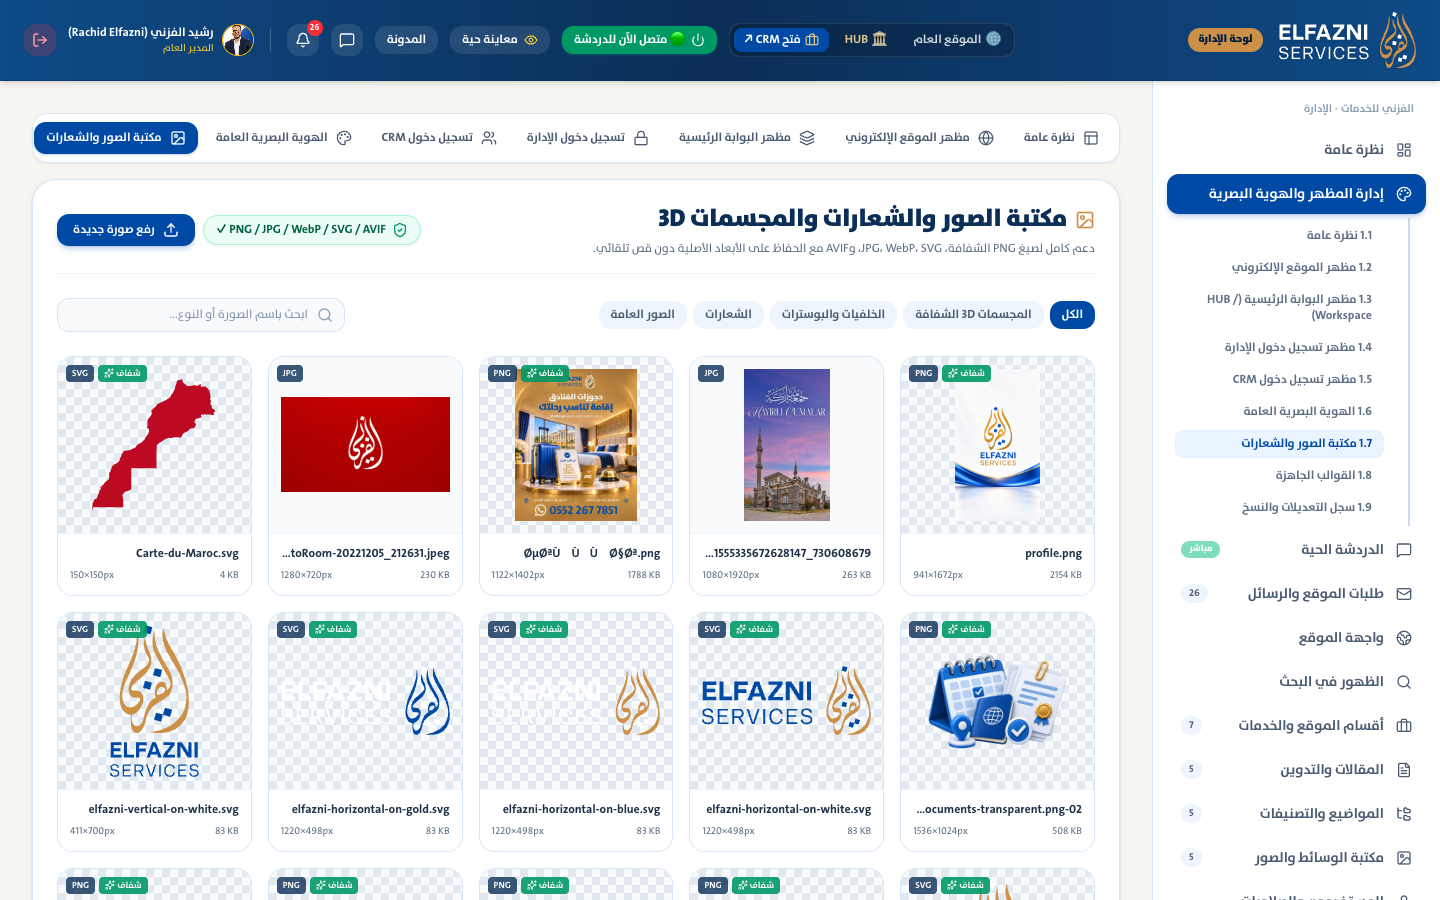 ELFAZNI
SERVICES
لوحة الإدارة
الموقع العام
HUB
فتح CRM ↗
متصل الآن للدردشة
معاينة حية
المدونة
26
رشيد الفزني (Rachid Elfazni)
المدير العام
الفزني للخدمات · الإدارة
نظرة عامة
إدارة المظهر والهوية البصرية
1.1 نظرة عامة
1.2 مظهر الموقع الإلكتروني
1.3 مظهر البوابة الرئيسية (HUB /
Workspace)
1.4 مظهر تسجيل دخول الإدارة
1.5 مظهر تسجيل دخول CRM
1.6 الهوية البصرية العامة
1.7 مكتبة الصور والشعارات
1.8 القوالب الجاهزة
1.9 سجل التعديلات والنسخ
الدردشة الحية
مباشر
طلبات الموقع والرسائل
26
واجهة الموقع
الظهور في البحث
أقسام الموقع والخدمات
7
المقالات والتدوين
5
المواضيع والتصنيفات
5
مكتبة الوسائط والصور
5
نظرة عامة
مظهر الموقع الإلكتروني
مظهر البوابة الرئيسية
تسجيل دخول الإدارة
تسجيل دخول CRM
الهوية البصرية العامة
مكتبة الصور والشعارات
مكتبة الصور والشعارات والمجسمات 3D
دعم كامل لصيغ PNG الشفافة، JPG، WebP، SVG، وAVIF مع الحفاظ على الأبعاد الأصلية دون قص تلقائي.
PNG / JPG / WebP / SVG / AVIF ✓
رفع صورة جديدة
الكل
المجسمات 3D الشفافة
الخلفيات والبوسترات
الشعارات
الصور العامة
ابحث باسم الصورة أو النوع...
PNG
شفاف
ELFAZNI
SERVICES
profile.png
941×1672px
2154 KB
JPG
HAYIRLI CUMALAR
...1555335672628147_730608679
1080×1920px
263 KB
PNG
شفاف
SERVICES
حجوزات الفنادق
إقامة تناسب رحلتك
0552 267 7851
ØµØªÙ Ù Ù Ø§Øª.png
1122×1402px
1788 KB
JPG
...toRoom-20221205_212631.jpeg
1280×720px
230 KB
SVG
شفاف
Carte-du-Maroc.svg
150×150px
4 KB
PNG
شفاف
...ocuments-transparent.png-02
1536×1024px
508 KB
SVG
شفاف
ELFAZNI
SERVICES
elfazni-horizontal-on-white.svg
1220×498px
83 KB
SVG
شفاف
elfazni-horizontal-on-blue.svg
1220×498px
83 KB
SVG
شفاف
elfazni-horizontal-on-gold.svg
1220×498px
83 KB
SVG
شفاف
ELFAZNI
SERVICES
elfazni-vertical-on-white.svg
411×700px
83 KB
SVG
شفاف
PNG
شفاف
PNG
شفاف
PNG
شفاف
PNG
شفاف